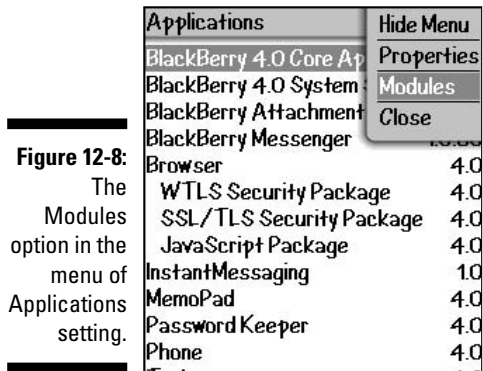 Figure 12-8:
The
Modules
option in the
menu of
Applications
setting.
Applications
Hide Menu
Properties
Modules
Close
BlackBerry 4.0 Core Ap
BlackBerry 4.0 System
BlackBerry Attachment
BlackBerry Messenger
Browser 4.0
WTLS Security Package 4.0
SSL/TLS Security Package 4.0
JavaScript Package 4.0
InstantMessaging 1.0
MemoPad 4.0
Password Keeper 4.0
Phone 4.0